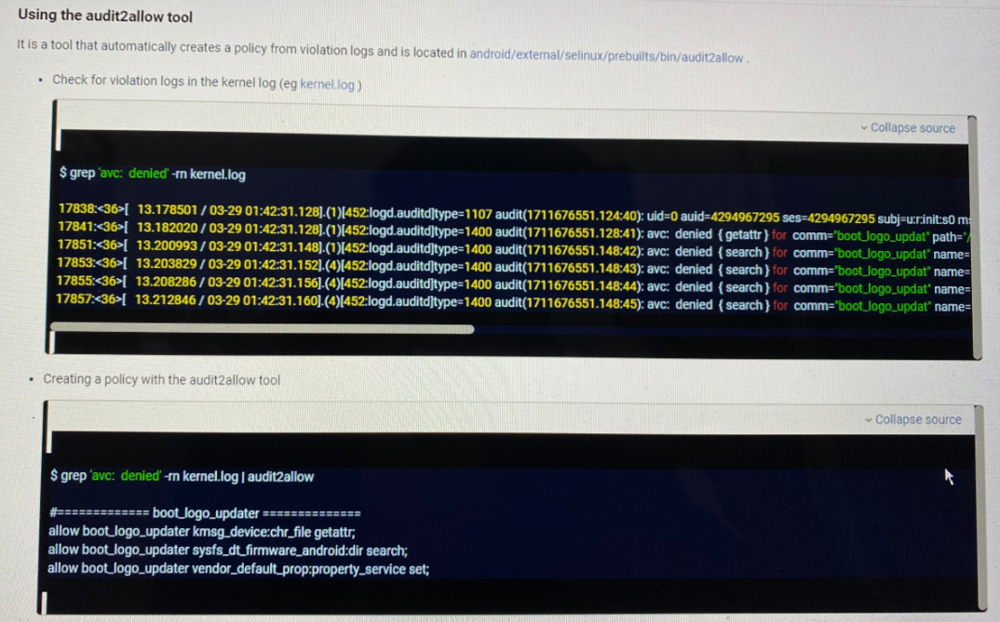 Using the audit2allow tool
It is a tool that automatically creates a policy from violation logs and is located in android/external/selinux/prebuilts/bin/audit2allow .
• Check for violation logs in the kernel log (eg kernel.log )
Collapse source
$ grep 'avc: denied' -rn kernel.log
17838:<36>[ 13.178501 / 03-29 01:42:31.128].(1)[452:logd.auditd]type=1107 audit(1711676551.124:40): uid=0 auid=4294967295 ses=4294967295 subj=u:r:init:s0 m
17841:<36>[ 13.182020 / 03-29 01:42:31.128].(1)[452:logd.auditd]type=1400 audit(1711676551.128:41): avc: denied { getattr } for comm="boot_logo_updat" path="/
17851:<36>[ 13.200993 / 03-29 01:42:31.148].(1)[452:logd.auditd]type=1400 audit(1711676551.148:42): avc: denied { search } for comm="boot_logo_updat" name=
17853:<36>[ 13.203829 / 03-29 01:42:31.152].(4)[452:logd.auditd]type=1400 audit(1711676551.148:43): avc: denied { search } for comm="boot_logo_updat" name=
17855:<36>[ 13.208286 / 03-29 01:42:31.156].(4)[452:logd.auditd]type=1400 audit(1711676551.148:44): avc: denied { search } for comm="boot_logo_updat" name=
17857:<36>[ 13.212846 / 03-29 01:42:31.160].(4)[452:logd.auditd]type=1400 audit(1711676551.148:45): avc: denied { search } for comm="boot_logo_updat" name=
• Creating a policy with the audit2allow tool
Collapse source
$ grep 'avc: denied' -rn kernel.log | audit2allow
#============= boot_logo_updater ==============
allow boot_logo_updater kmsg_device:chr_file getattr;
allow boot_logo_updater sysfs_dt_firmware_android:dir search;
allow boot_logo_updater vendor_default_prop:property_service set;